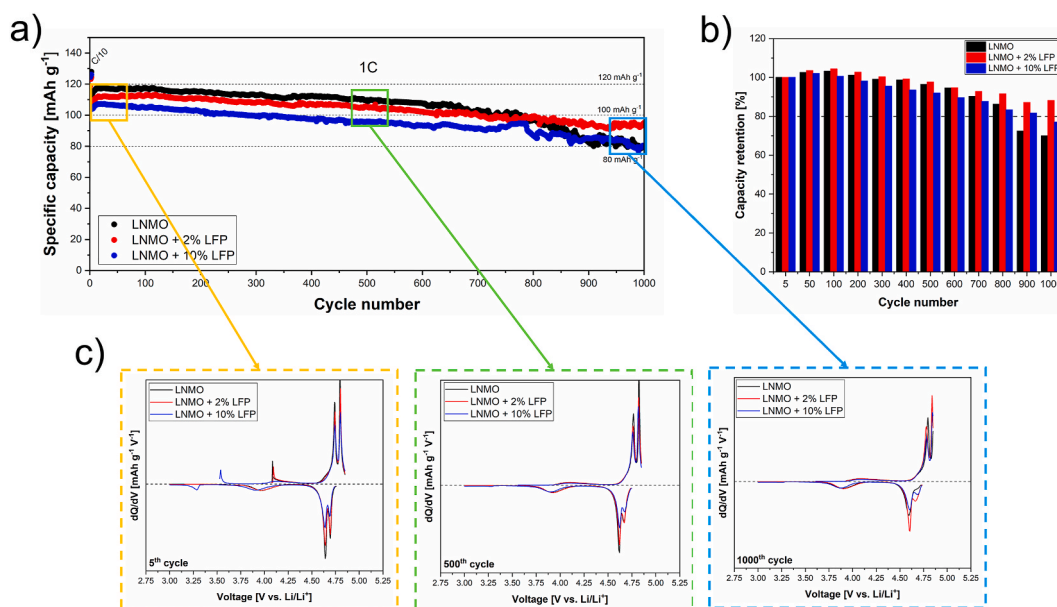 a)
Specific capacity [mAh g⁻¹]
140
120
100
80
60
40
20
0
C/10
1C
120 mAh g⁻¹
100 mAh g⁻¹
80 mAh g⁻¹
LNMO
LNMO + 2% LFP
LNMO + 10% LFP
0 100 200 300 400 500 600 700 800 900 1000
Cycle number
b)
Capacity retention [%]
120
100
80
60
40
20
0
LNMO
LNMO + 2% LFP
LNMO + 10% LFP
5 50 100 200 300 400 500 600 700 800 900 100
Cycle number
c)
dQ/dV [mAh g⁻¹ V⁻¹]
LNMO
LNMO + 2% LFP
LNMO + 10% LFP
5th cycle
2.75 3.00 3.25 3.50 3.75 4.00 4.25 4.50 4.75 5.00 5.25
Voltage [V vs. Li/Li⁺]
dQ/dV [mAh g⁻¹ V⁻¹]
LNMO
LNMO + 2% LFP
LNMO + 10% LFP
500th cycle
2.75 3.00 3.25 3.50 3.75 4.00 4.25 4.50 4.75 5.00 5.25
Voltage [V vs. Li/Li⁺]
dQ/dV [mAh g⁻¹ V⁻¹]
LNMO
LNMO + 2% LFP
LNMO + 10% LFP
1000th cycle
2.75 3.00 3.25 3.50 3.75 4.00 4.25 4.50 4.75 5.00 5.25
Voltage [V vs. Li/Li⁺]